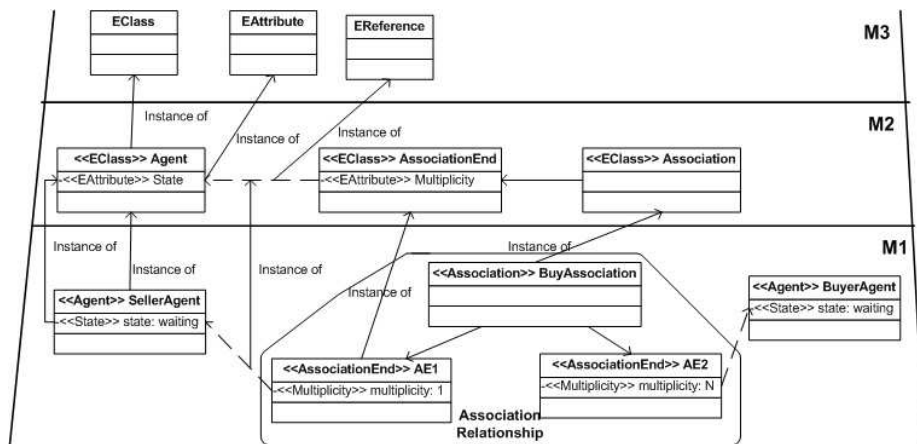 EClass
EAttribute
EReference
M3
Instance of
Instance of
Instance of
M2
<<EClass>> Agent
-<<EAttribute>> State
<<EClass>> AssociationEnd
-<<EAttribute>> Multiplicity
<<EClass>> Association
Instance of
Instance of
Instance of
Instance of
M1
<<Association>> BuyAssociation
<<Agent>> SellerAgent
-<<State>> state: waiting
Instance of
<<Agent>> BuyerAgent
-<<State>> state: waiting
<<AssociationEnd>> AE1
-<<Multiplicity>> multiplicity: 1
<<AssociationEnd>> AE2
-<<Multiplicity>> multiplicity: N
Association
Relationship